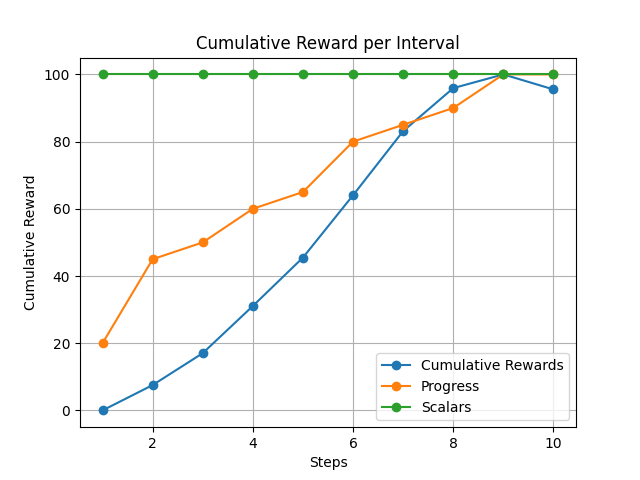 Cumulative Reward per Interval
Cumulative Reward
100
80
60
40
20
0
2 4 6 8 10
Steps
Cumulative Rewards
Progress
Scalars